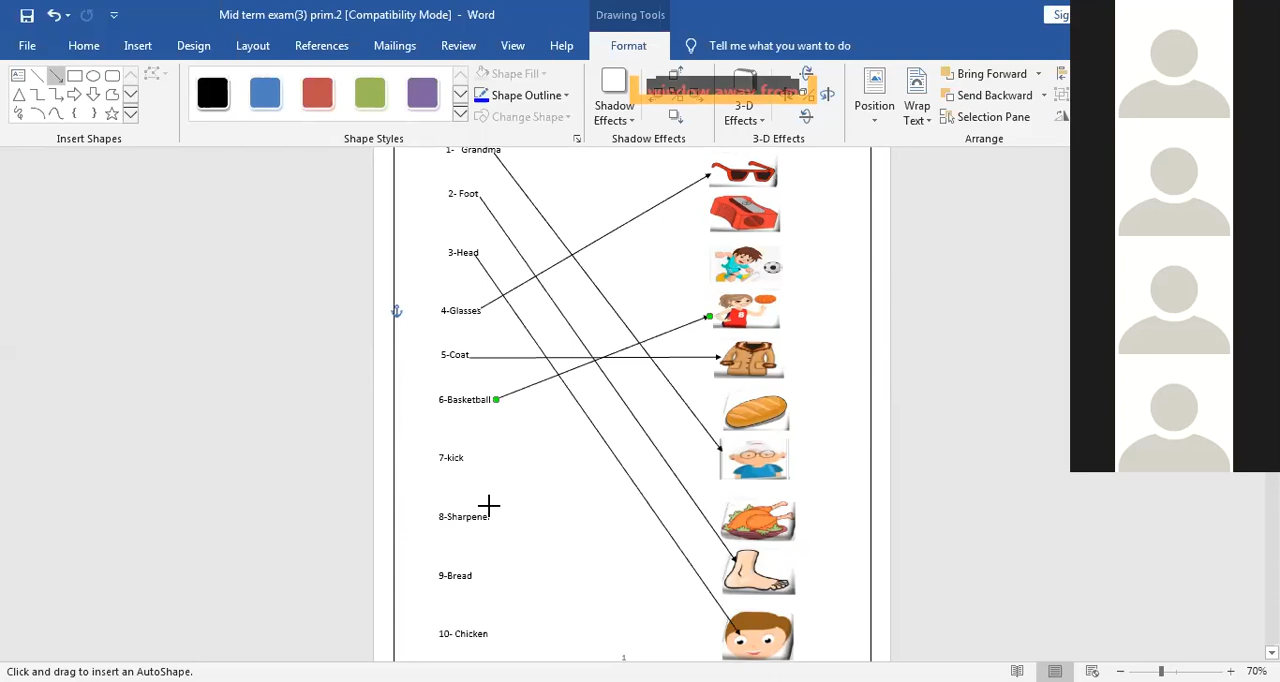 Mid term exam(3) prim.2 [Compatibility Mode] - Word
Drawing Tools
File Home Insert Design Layout References Mailings Review View Help Format Tell me what you want to do
Shape Fill
Shape Outline
Change Shape
Shadow Effects
3-D Effects
Position
Wrap Text
Bring Forward
Send Backward
Selection Pane
Insert Shapes
Shape Styles
Shadow Effects
3-D Effects
Arrange
1- Grandma
2- Foot
3-Head
4-Glasses
5-Coat
6-Basketball
7-kick
8-Sharpener
9-Bread
10- Chicken
1
Click and drag to insert an AutoShape.
70%